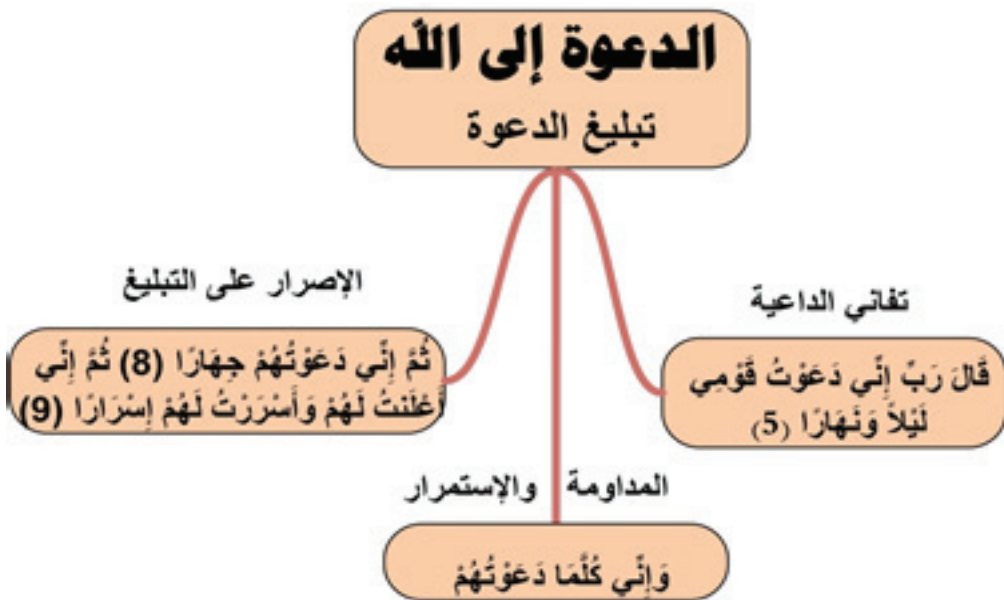 الدعوة إلى الله
تبليغ الدعوة
تفاني الداعية
قَالَ رَبِّ إِنِّي دَعَوْتُ قَوْمِي
لَيْلاً وَنَهَارًا (5)
الإصرار على التبليغ
ثُمَّ إِنِّي دَعَوْتُهُمْ جِهَارًا (8) ثُمَّ إِنِّي
أَعْلَنْتُ لَهُمْ وَأَسْرَرْتُ لَهُمْ إِسْرَارًا (9)
المداومة والإستمرار
وَإِنِّي كُلَّمَا دَعَوْتُهُمْ